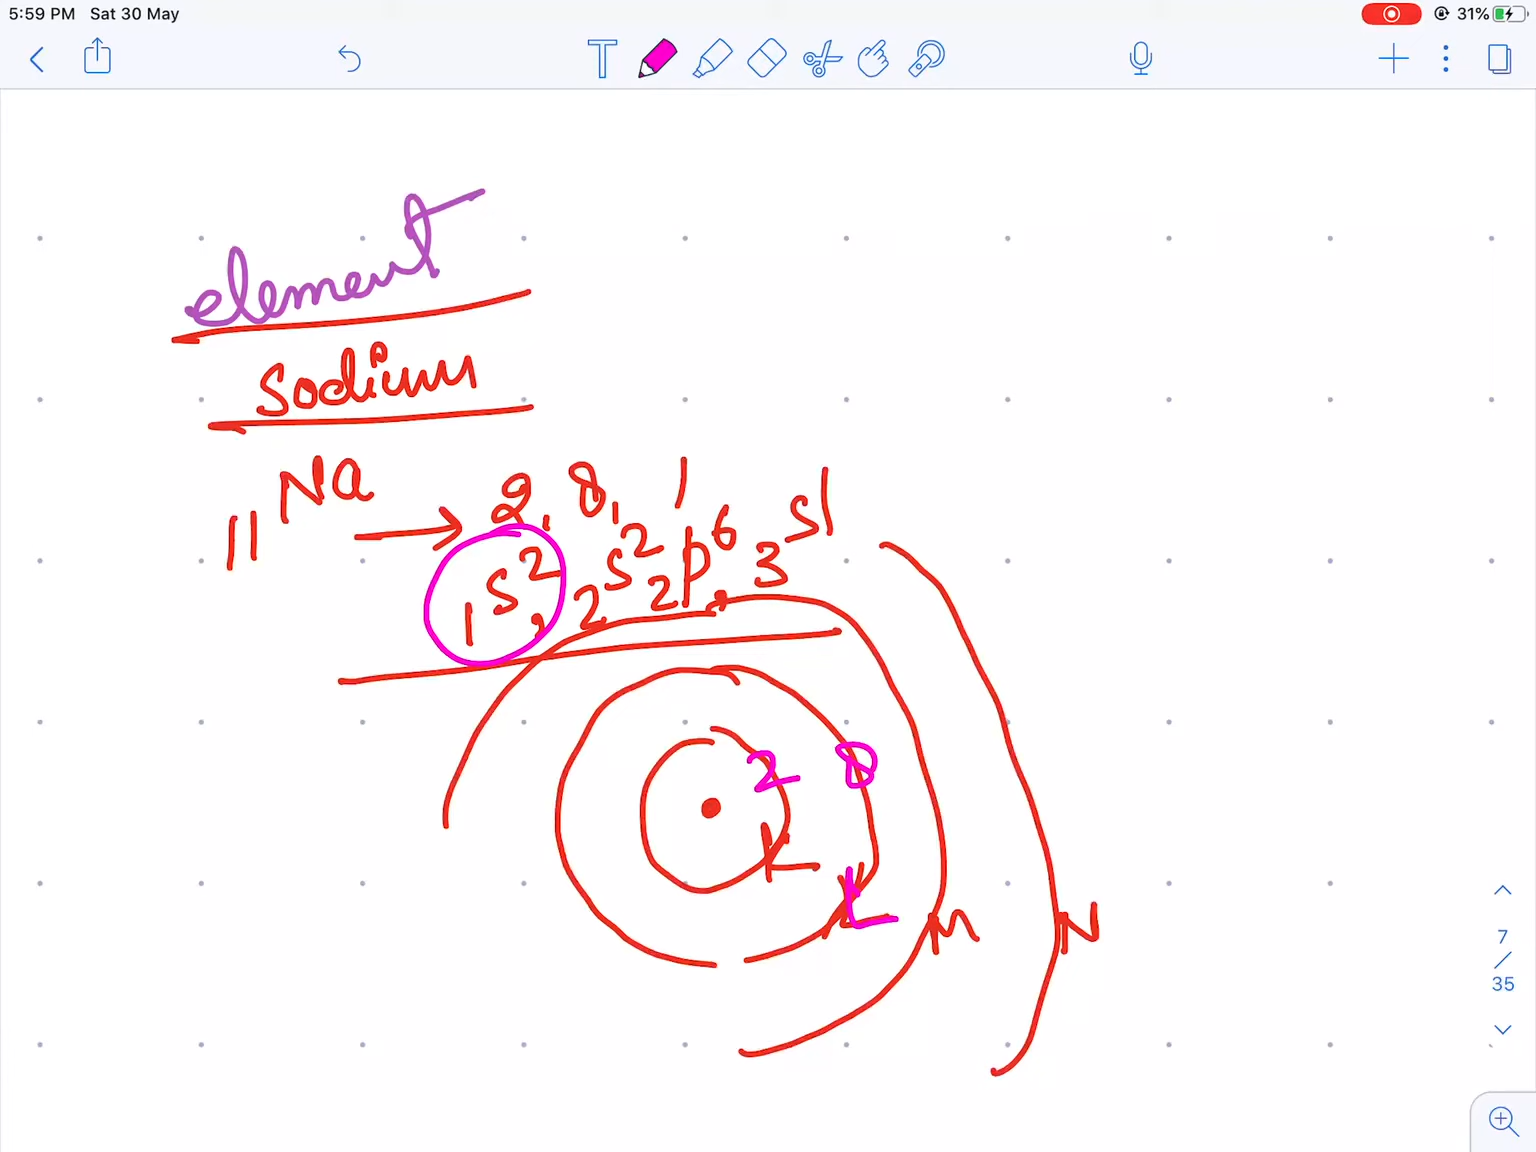 5:59 PM Sat 30 May
31%
T
element
Sodium
11Na → 2, 8, 1
1s², 2s² 2p⁶, 3s¹
2 8
K
L
M N
7
/
35